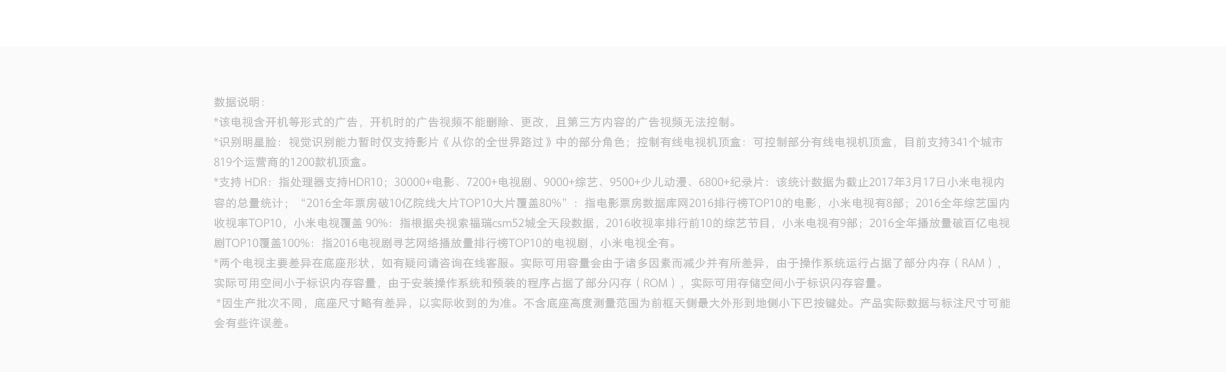 数据说明：
*该电视含开机等形式的广告，开机时的广告视频不能删除、更改，且第三方内容的广告视频无法控制。
*识别明星脸：视觉识别能力暂时仅支持影片《从你的全世界路过》中的部分角色；控制有线电视机顶盒：可控制部分有线电视机顶盒，目前支持341个城市
819个运营商的1200款机顶盒。
*支持 HDR：指处理器支持HDR10；30000+电影、7200+电视剧、9000+综艺、9500+少儿动漫、6800+纪录片：该统计数据为截止2017年3月17日小米电视内
容的总量统计；“2016全年票房破10亿院线大片TOP10大片覆盖80%”：指电影票房数据库网2016排行榜TOP10的电影，小米电视有8部；2016全年综艺国内
收视率TOP10，小米电视覆盖 90%：指根据央视索福瑞csm52城全天段数据，2016收视率排行前10的综艺节目，小米电视有9部；2016全年播放量破百亿电视
剧TOP10覆盖100%：指2016电视剧寻艺网络播放量排行榜TOP10的电视剧，小米电视全有。
*两个电视主要差异在底座形状，如有疑问请咨询在线客服。实际可用容量会由于诸多因素而减少并有所差异，由于操作系统运行占据了部分内存（RAM），
实际可用空间小于标识内存容量，由于安装操作系统和预装的程序占据了部分闪存（ROM），实际可用存储空间小于标识闪存容量。
*因生产批次不同，底座尺寸略有差异，以实际收到的为准。不含底座高度测量范围为前框天侧最大外形到地侧小下巴按键处。产品实际数据与标注尺寸可能
会有些许误差。